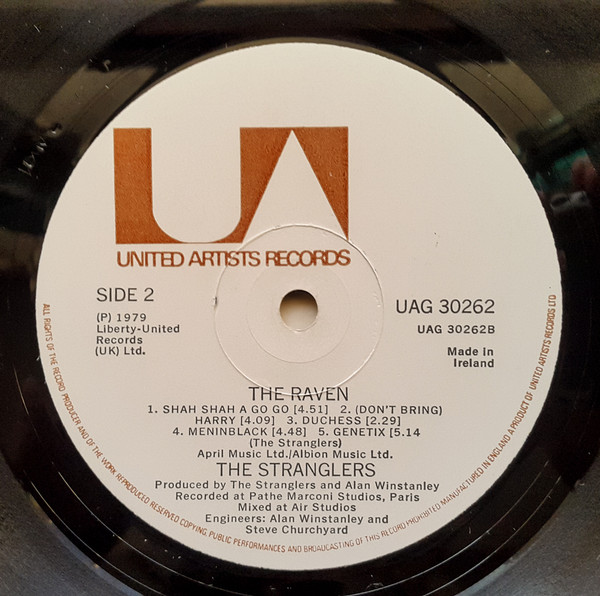 UA
UNITED ARTISTS RECORDS
SIDE 2
(P) 1979
Liberty-United
Records
(UK) Ltd.
UAG 30262
UAG 30262B
Made in
Ireland
THE RAVEN
1. SHAH SHAH A GO GO [4.51] 2. (DON'T BRING)
HARRY [4.09] 3. DUCHESS [2.29]
4. MENINBLACK [4.48] 5. GENETIX [5.14
(The Stranglers)
April Music Ltd./Albion Music Ltd.
THE STRANGLERS
Produced by The Stranglers and Alan Winstanley
Recorded at Pathe Marconi Studios, Paris
Mixed at Air Studios
Engineers: Alan Winstanley and
Steve Churchyard
ALL RIGHTS OF THE RECORD PRODUCER AND OF THE WORK REPRODUCED RESERVED COPYING, PUBLIC PERFORMANCES AND BROADCASTING OF THIS RECORD PROHIBITED MANUFACTURED IN ENGLAND A PRODUCT OF UNITED ARTISTS RECORDS LTD